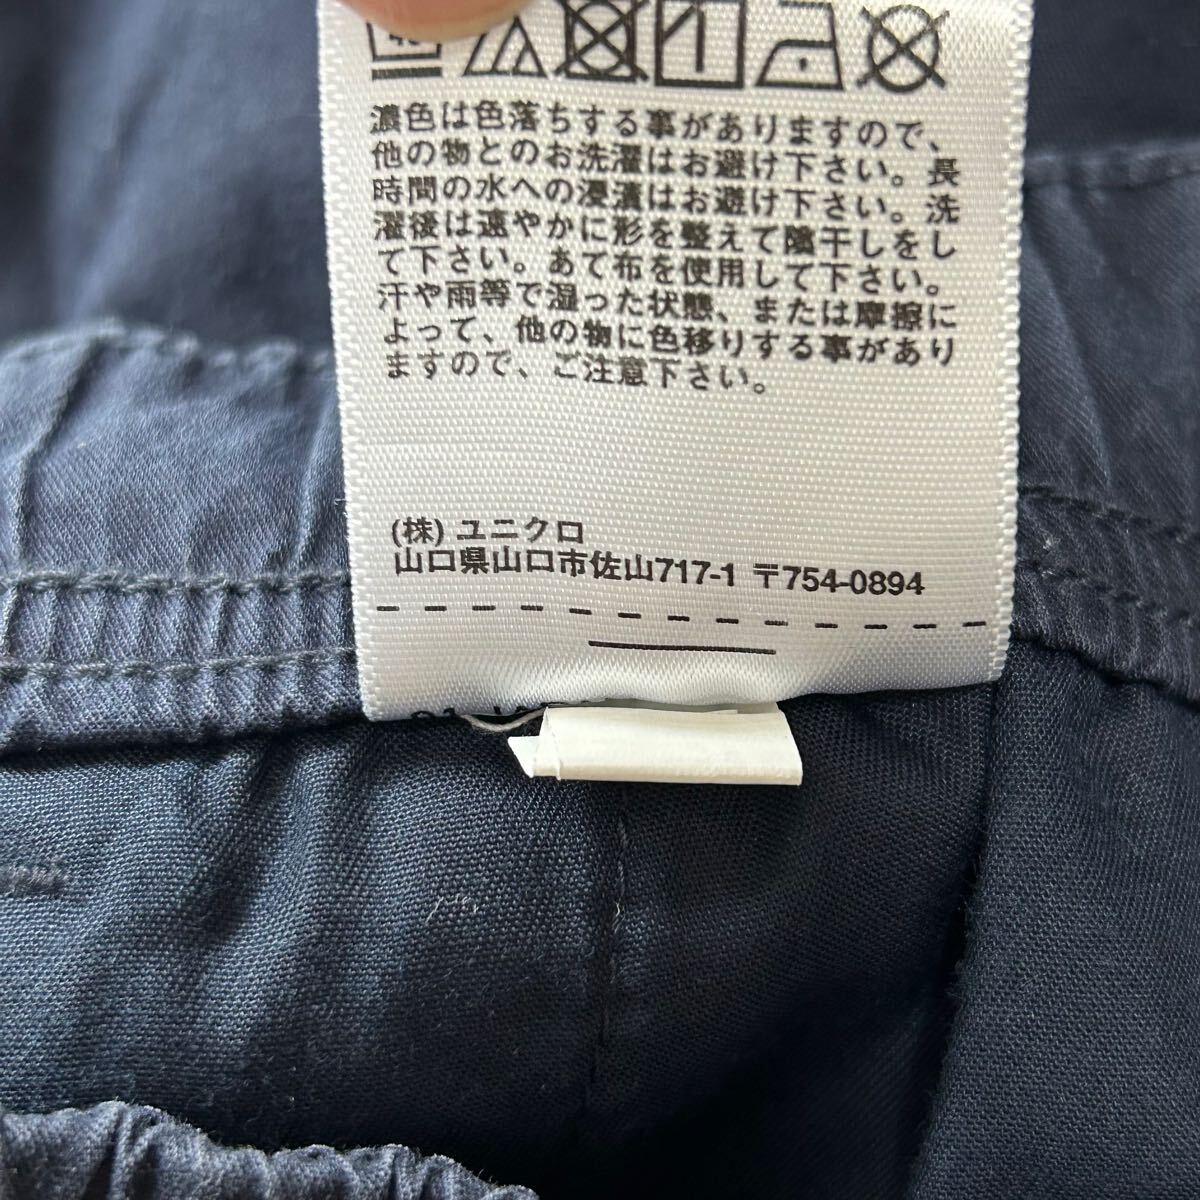 濃色は色落ちする事がありますので、
他の物とのお洗濯はお避け下さい。長
時間の水への浸漬はお避け下さい。洗
濯後は速やかに形を整えて陰干しをし
て下さい。あて布を使用して下さい。
汗や雨等で湿った状態、または摩擦に
よって、他の物に色移りする事があり
ますので、ご注意下さい。
(株) ユニクロ
山口県山口市佐山717-1 〒754-0894